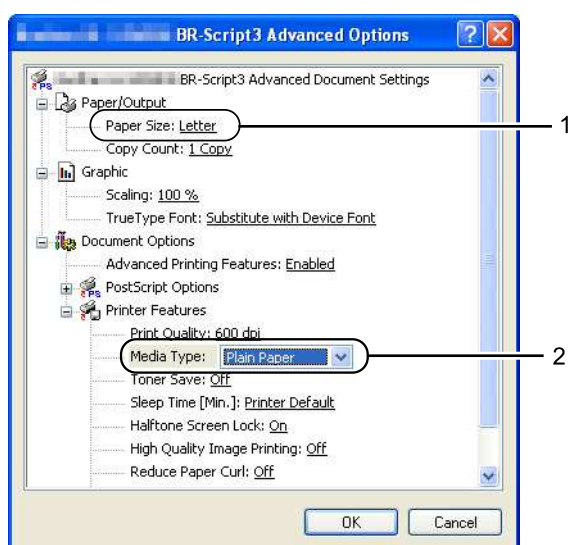 BR-Script3 Advanced Options
BR-Script3 Advanced Document Settings
Paper/Output
Paper Size: Letter
1
Copy Count: 1 Copy
Graphic
Scaling: 100 %
TrueType Font: Substitute with Device Font
Document Options
Advanced Printing Features: Enabled
PostScript Options
Printer Features
Print Quality: 600 dpi
Media Type: Plain Paper
2
Toner Save: Off
Sleep Time [Min.]: Printer Default
Halftone Screen Lock: On
High Quality Image Printing: Off
Reduce Paper Curl: Off
OK Cancel